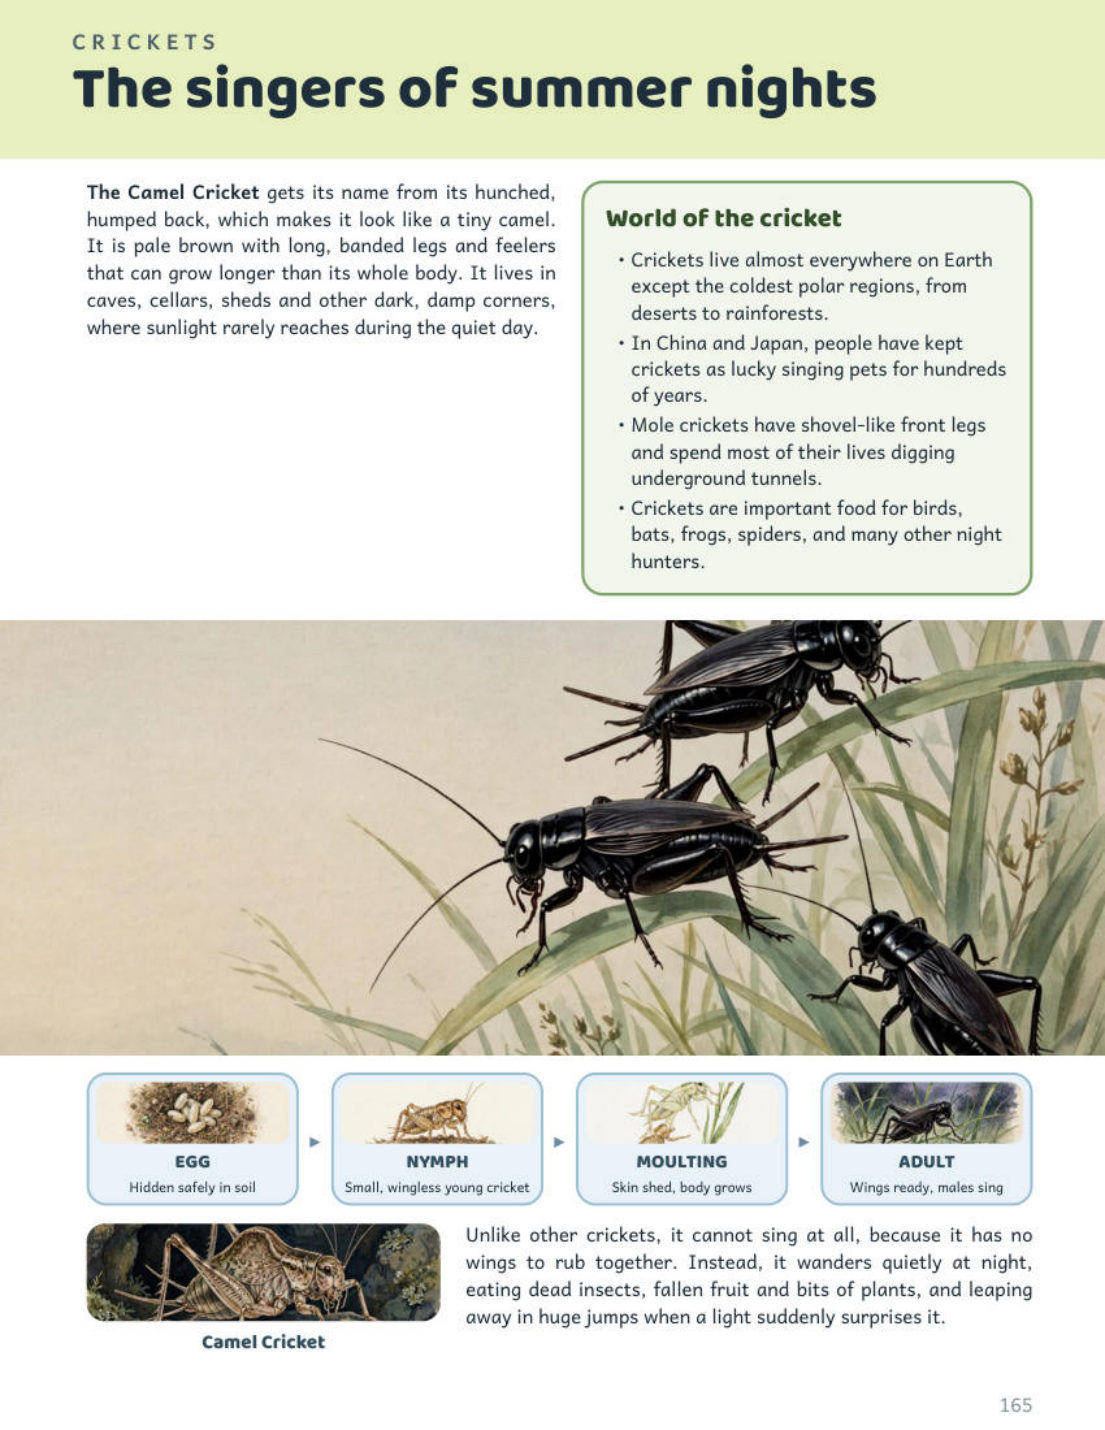 CRICKETS
The singers of summer nights
The Camel Cricket gets its name from its hunched,
humped back, which makes it look like a tiny camel.
It is pale brown with long, banded legs and feelers
that can grow longer than its whole body. It lives in
caves, cellars, sheds and other dark, damp corners,
where sunlight rarely reaches during the quiet day.
World of the cricket
• Crickets live almost everywhere on Earth
except the coldest polar regions, from
deserts to rainforests.
• In China and Japan, people have kept
crickets as lucky singing pets for hundreds
of years.
• Mole crickets have shovel-like front legs
and spend most of their lives digging
underground tunnels.
• Crickets are important food for birds,
bats, frogs, spiders, and many other night
hunters.
EGG
Hidden safely in soil
NYMPH
Small, wingless young cricket
MOULTING
Skin shed, body grows
ADULT
Wings ready, males sing
Camel Cricket
Unlike other crickets, it cannot sing at all, because it has no
wings to rub together. Instead, it wanders quietly at night,
eating dead insects, fallen fruit and bits of plants, and leaping
away in huge jumps when a light suddenly surprises it.
165